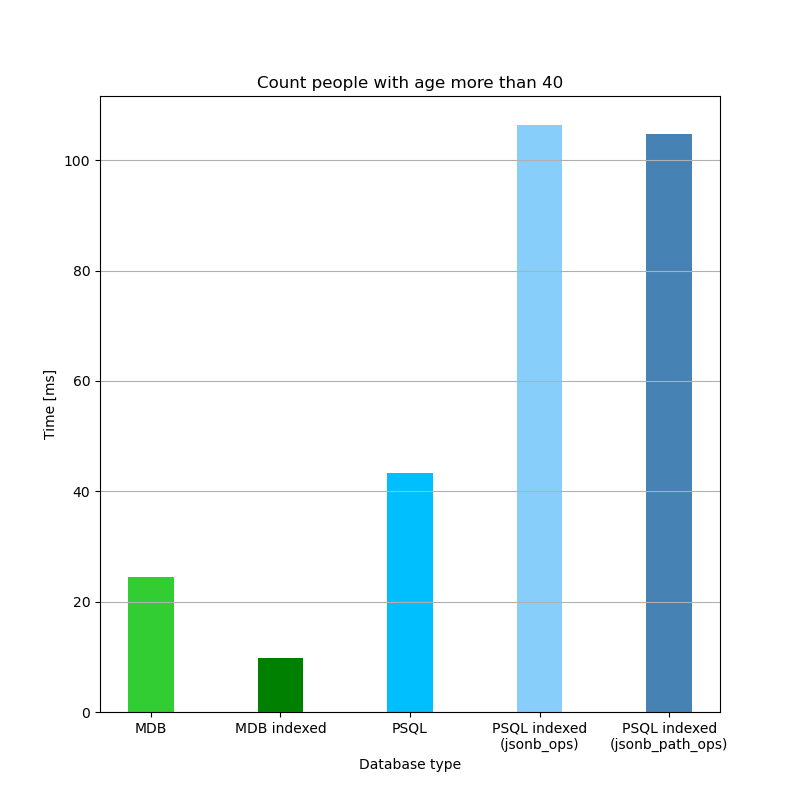 Count people with age more than 40
Time [ms]
100
80
60
40
20
0
MDB
MDB indexed
PSQL
PSQL indexed
(jsonb_ops)
PSQL indexed
(jsonb_path_ops)
Database type